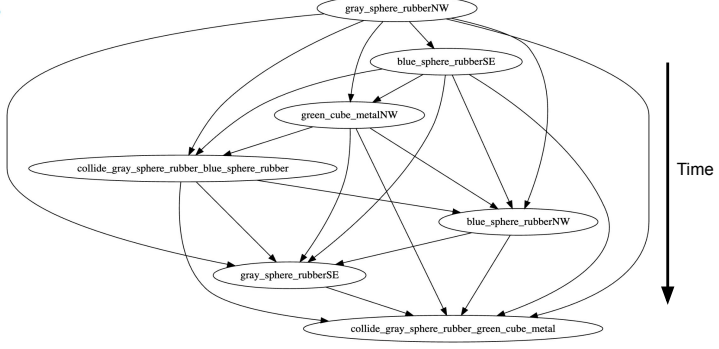 gray_sphere_rubberNW
blue_sphere_rubberSE
green_cube_metalNW
collide_gray_sphere_rubber_blue_sphere_rubber
Time
blue_sphere_rubberNW
gray_sphere_rubberSE
collide_gray_sphere_rubber_green_cube_metal